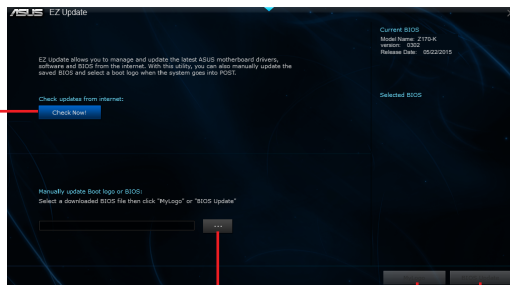 ASUS EZ Update
Current BIOS
Model Name: Z170-K
version: 0302
Release Date: 05/22/2015
EZ Update allows you to manage and update the latest ASUS motherboard drivers,
software and BIOS from the internet. With this utility, you can also manually update the
saved BIOS and select a boot logo when the system goes into POST.
Check updates from internet:
Selected BIOS
Check Now!
Manually update Boot logo or BIOS:
Select a downloaded BIOS file then click "MyLogo" or "BIOS Update"
...